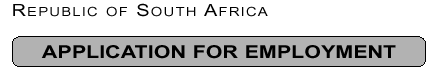 Republic of South Africa
APPLICATION FOR EMPLOYMENT